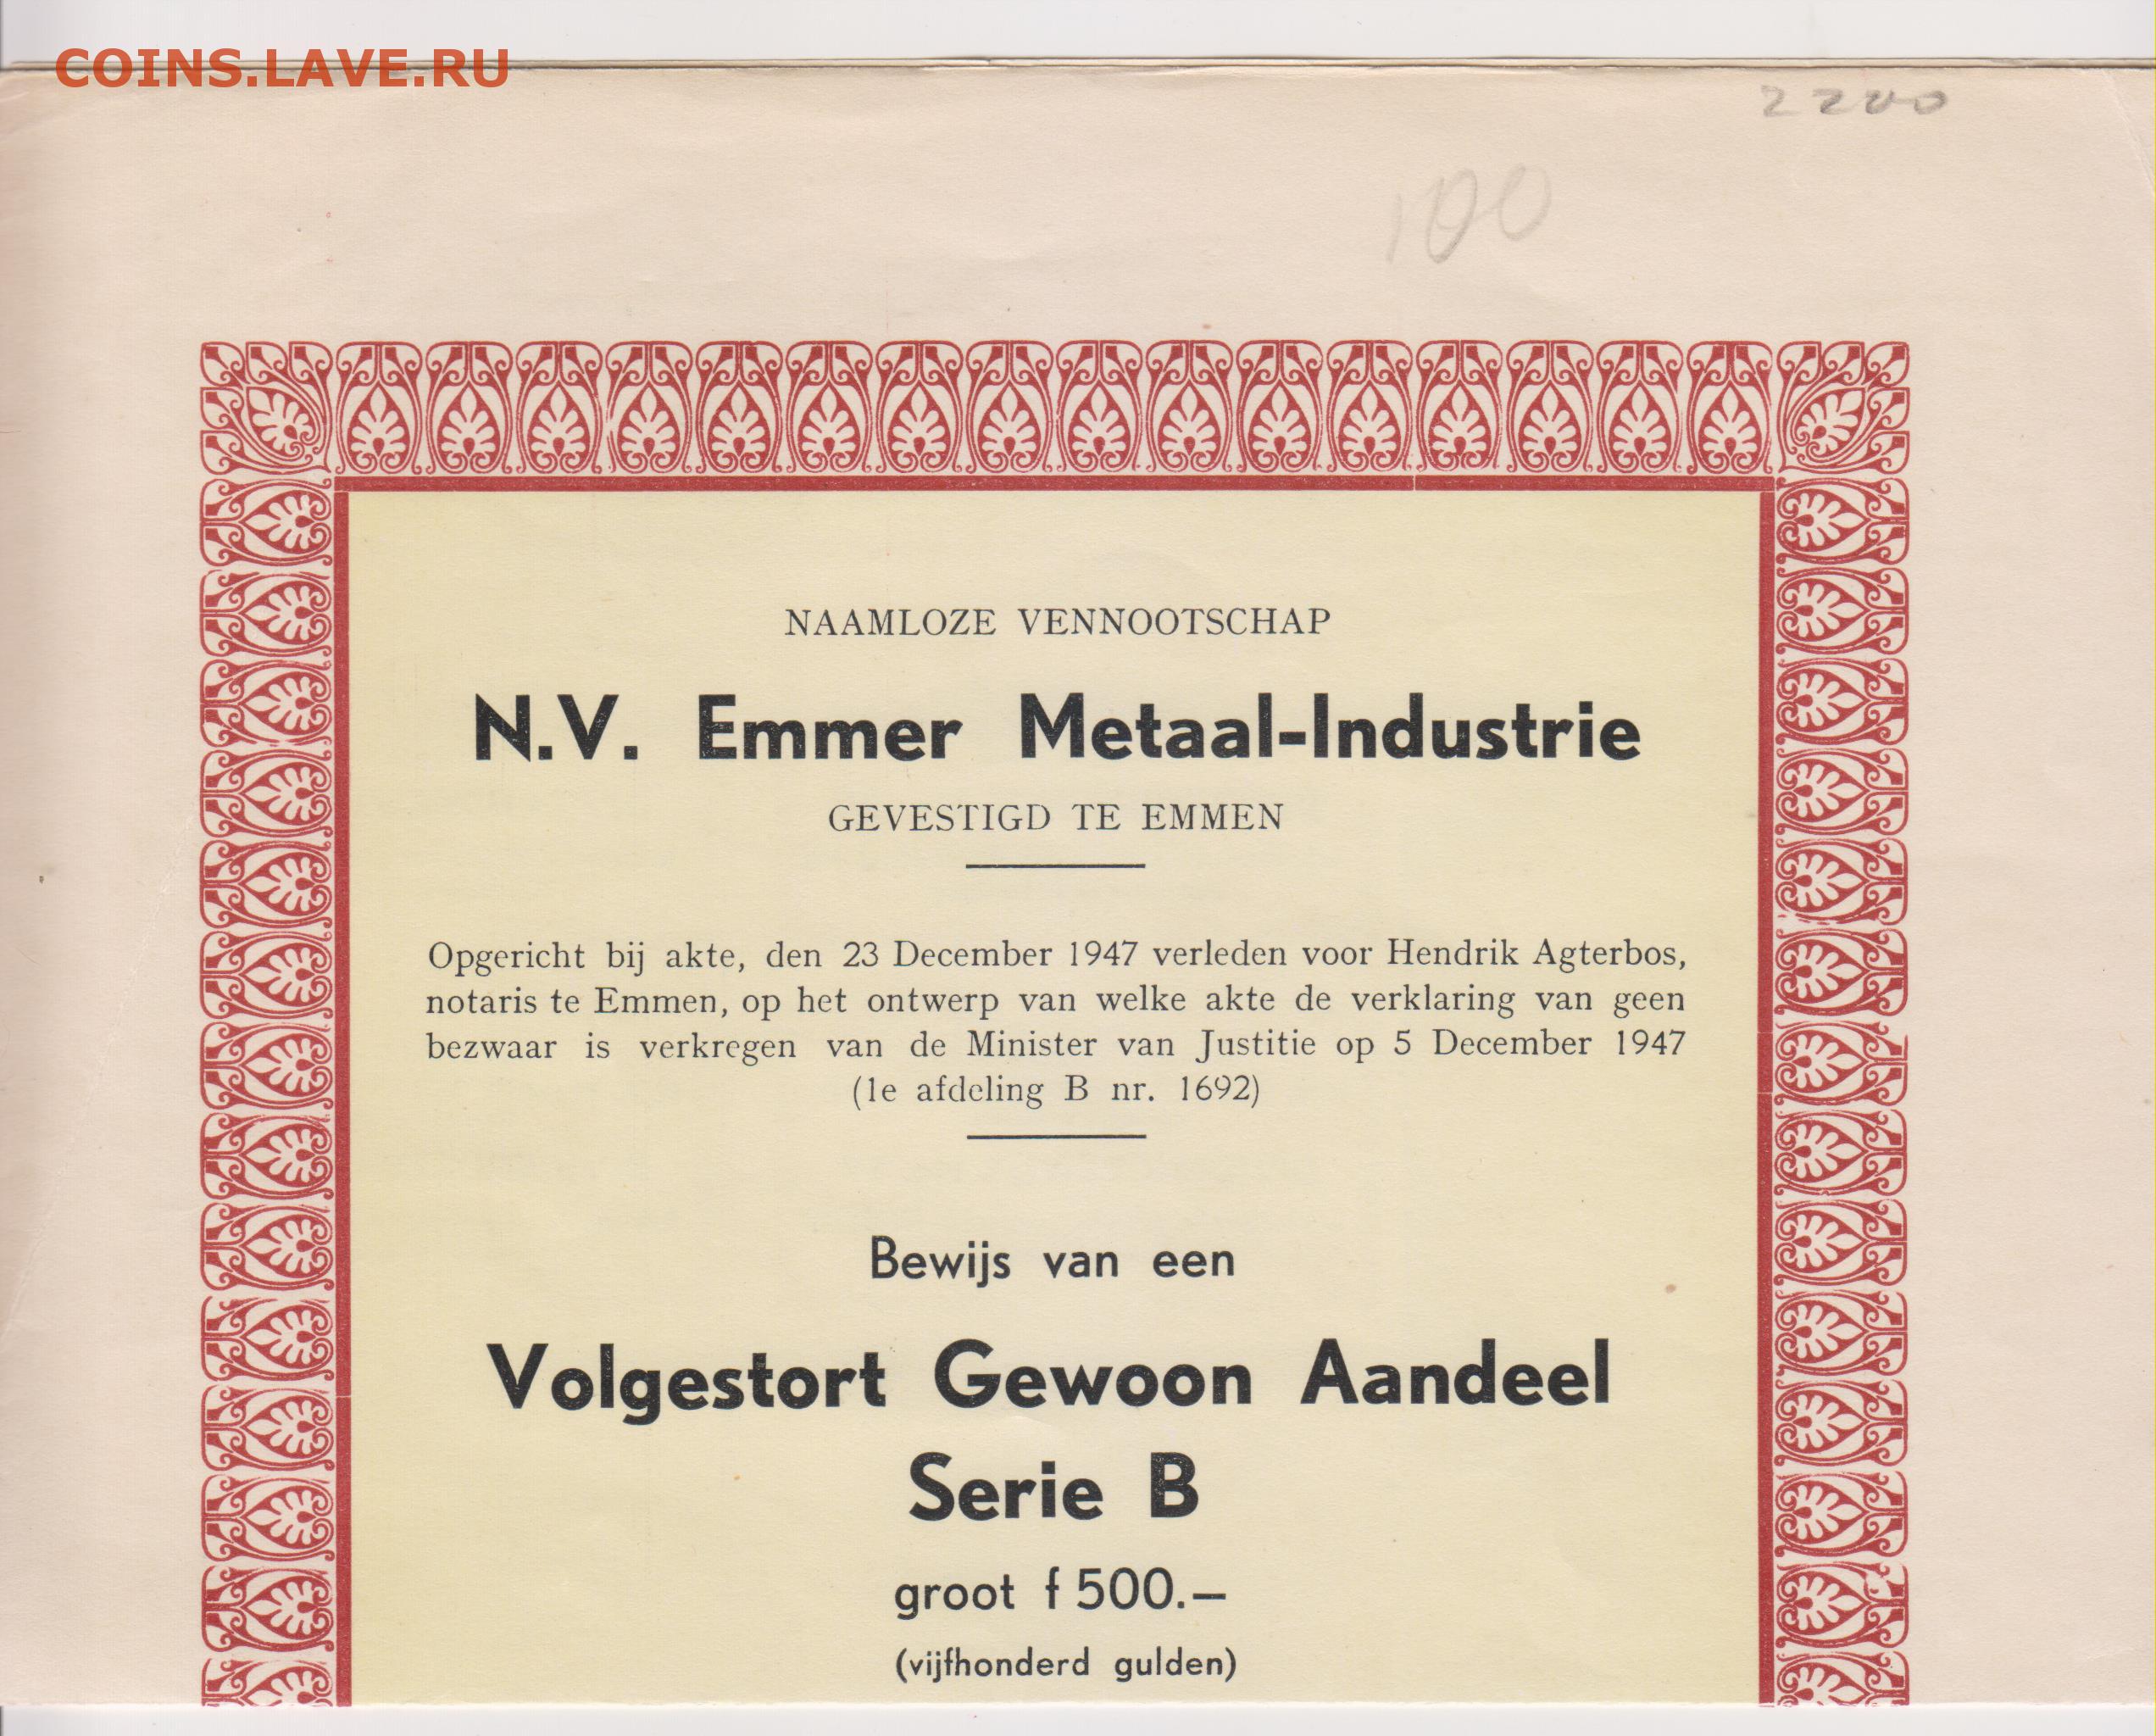 COINS.LAVE.RU
2200
100
NAAMLOZE VENNOOTSCHAP
N.V. Emmer Metaal-Industrie
GEVESTIGD TE EMMEN
Opgericht bij akte, den 23 December 1947 verleden voor Hendrik Agterbos,
notaris te Emmen, op het ontwerp van welke akte de verklaring van geen
bezwaar is verkregen van de Minister van Justitie op 5 December 1947
(1e afdeling B nr. 1692)
Bewijs van een
Volgestort Gewoon Aandeel
Serie B
groot f 500.—
(vijfhonderd gulden)